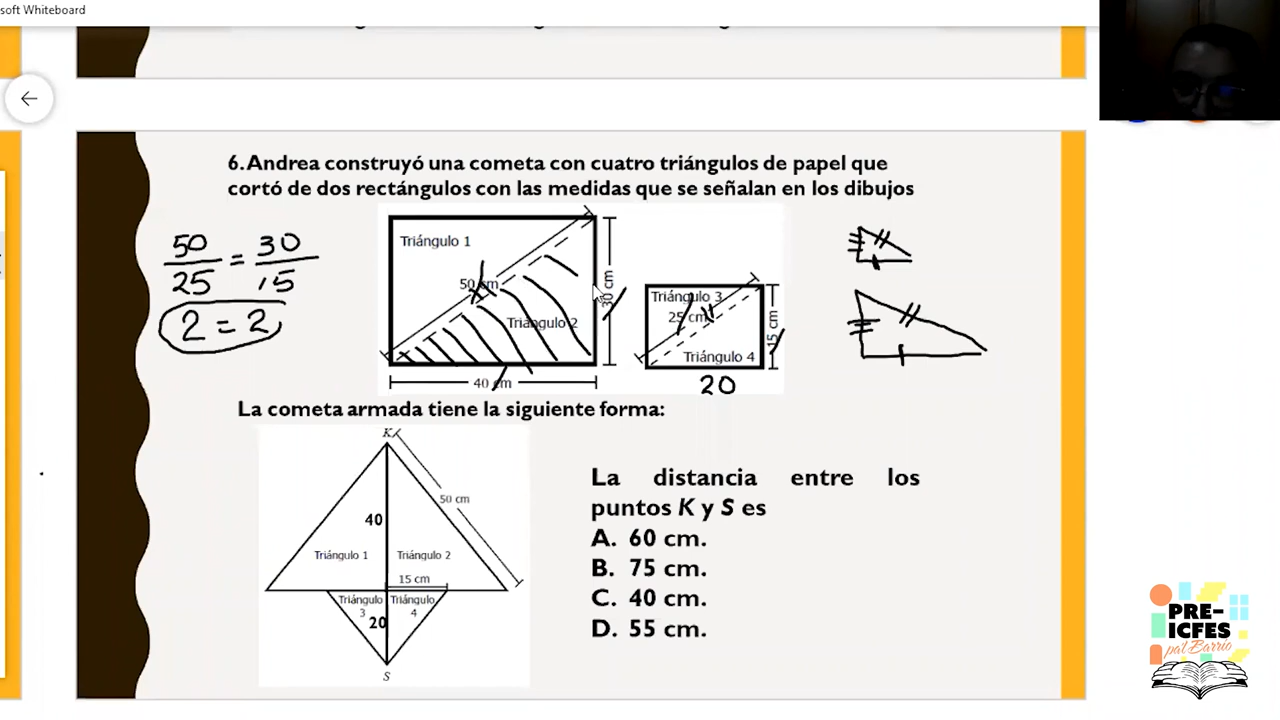 soft Whiteboard
6. Andrea construyó una cometa con cuatro triángulos de papel que
cortó de dos rectángulos con las medidas que se señalan en los dibujos
50/25 = 30/15
2 = 2
Triángulo 1
50 cm
Triángulo 2
30 cm
40 cm
Triángulo 3
25 cm
Triángulo 4
15 cm
20
La cometa armada tiene la siguiente forma:
K
50 cm
40
Triángulo 1
Triángulo 2
15 cm
Triángulo 3
Triángulo 4
20
S
La distancia entre los
puntos K y S es
A. 60 cm.
B. 75 cm.
C. 40 cm.
D. 55 cm.
PRE-
ICFES
pal Barrio